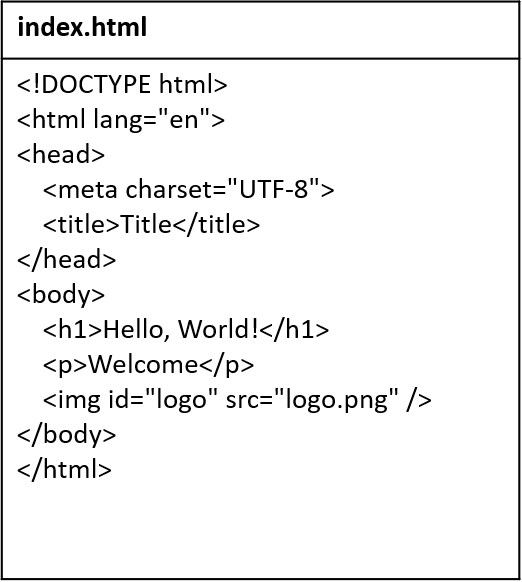 index.html
<!DOCTYPE html>
<html lang="en">
<head>
    <meta charset="UTF-8">
    <title>Title</title>
</head>
<body>
    <h1>Hello, World!</h1>
    <p>Welcome</p>
    <img id="logo" src="logo.png" />
</body>
</html>